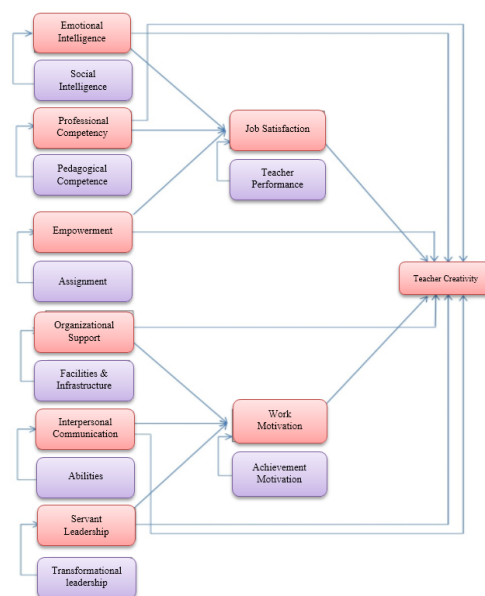 Emotional
Intelligence
Social
Intelligence
Professional
Competency
Job Satisfaction
Pedagogical
Competence
Teacher
Performance
Empowerment
Assignment
Teacher Creativity
Organizational
Support
Facilities &
Infrastructure
Interpersonal
Communication
Work
Motivation
Abilities
Achievement
Motivation
Servant
Leadership
Transformational
leadership